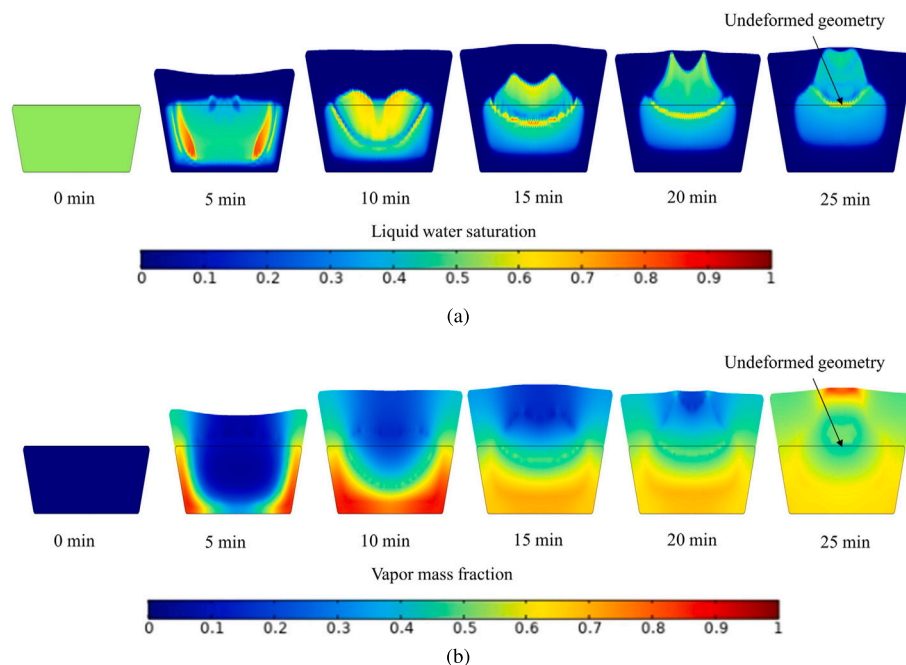 Undeformed geometry
0 min
5 min
10 min
15 min
20 min
25 min
Liquid water saturation
0 0.1 0.2 0.3 0.4 0.5 0.6 0.7 0.8 0.9 1
(a)
Undeformed geometry
0 min
5 min
10 min
15 min
20 min
25 min
Vapor mass fraction
0 0.1 0.2 0.3 0.4 0.5 0.6 0.7 0.8 0.9 1
(b)